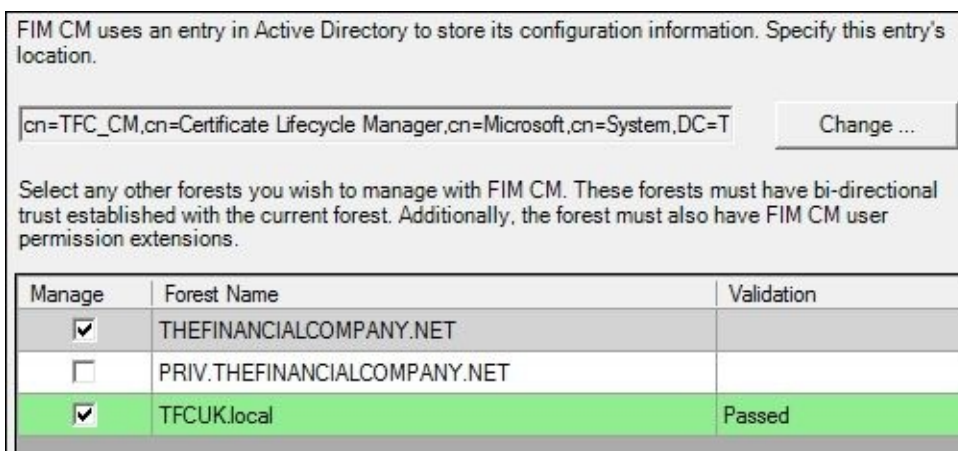 FIM CM uses an entry in Active Directory to store its configuration information. Specify this entry's
location.
cn=TFC_CM,cn=Certificate Lifecycle Manager,cn=Microsoft,cn=System,DC=T
Change ...
Select any other forests you wish to manage with FIM CM. These forests must have bi-directional
trust established with the current forest. Additionally, the forest must also have FIM CM user
permission extensions.
Manage Forest Name Validation
THEFINANCIALCOMPANY.NET
PRIV.THEFINANCIALCOMPANY.NET
TFCUK.local Passed